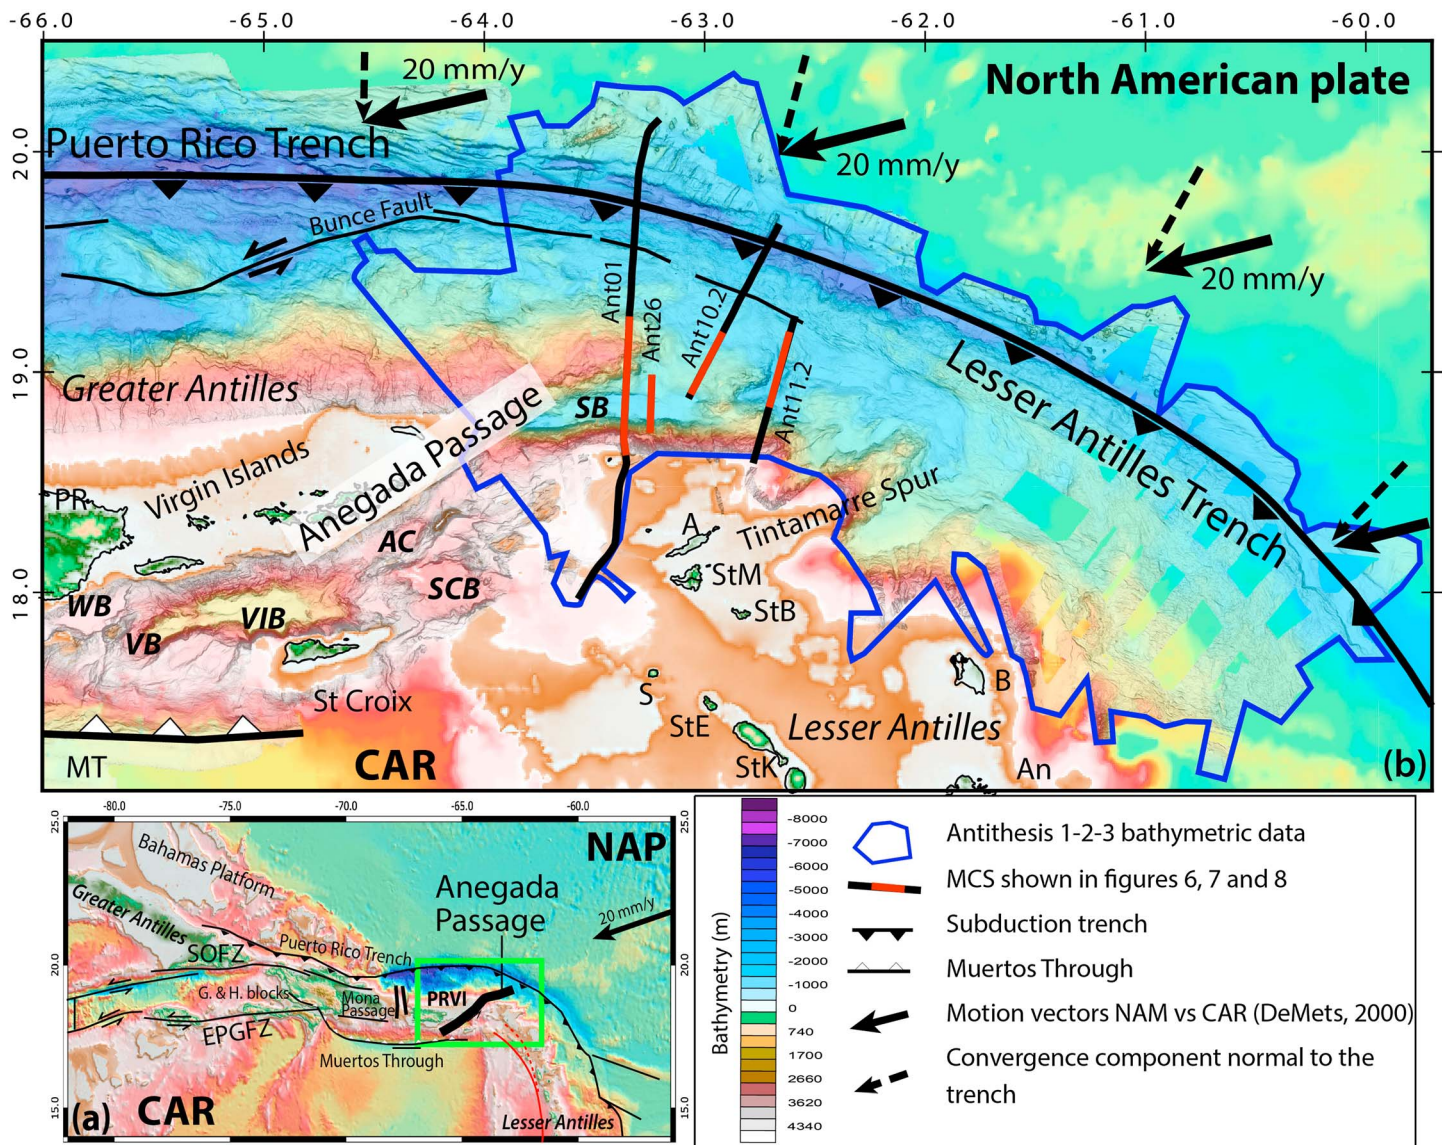 -66.0 -65.0 -64.0 -63.0 -62.0 -61.0 -60.0
20 mm/y
North American plate
20.0
Puerto Rico Trench
20 mm/y
Bunce Fault
20 mm/y
Ant01
Ant26
Ant10.2
Ant11.2
19.0
Greater Antilles
SB
Lesser Antilles Trench
Anegada Passage
Virgin Islands
PR
AC
A
Tintamarre Spur
StM
18.0
WB
VIB
SCB
StB
VB
St Croix
S
B
StE
Lesser Antilles
MT
CAR
StK
An
(b)
-80.0 -75.0 -70.0 -65.0 -60.0
25.0
25.0
NAP
Bahamas Platform
Anegada
Passage
Greater Antilles
20 mm/y
SOFZ
Puerto Rico Trench
20.0
20.0
G. & H. blocks
Mona
Passage
PRVI
EPGFZ
Muertos Through
15.0
15.0
(a)
CAR
Lesser Antilles
Bathymetry (m)
-8000
-7000
-6000
-5000
-4000
-3000
-2000
-1000
0
740
1700
2660
3620
4340
Antithesis 1-2-3 bathymetric data
MCS shown in figures 6, 7 and 8
Subduction trench
Muertos Through
Motion vectors NAM vs CAR (DeMets, 2000)
Convergence component normal to the
trench